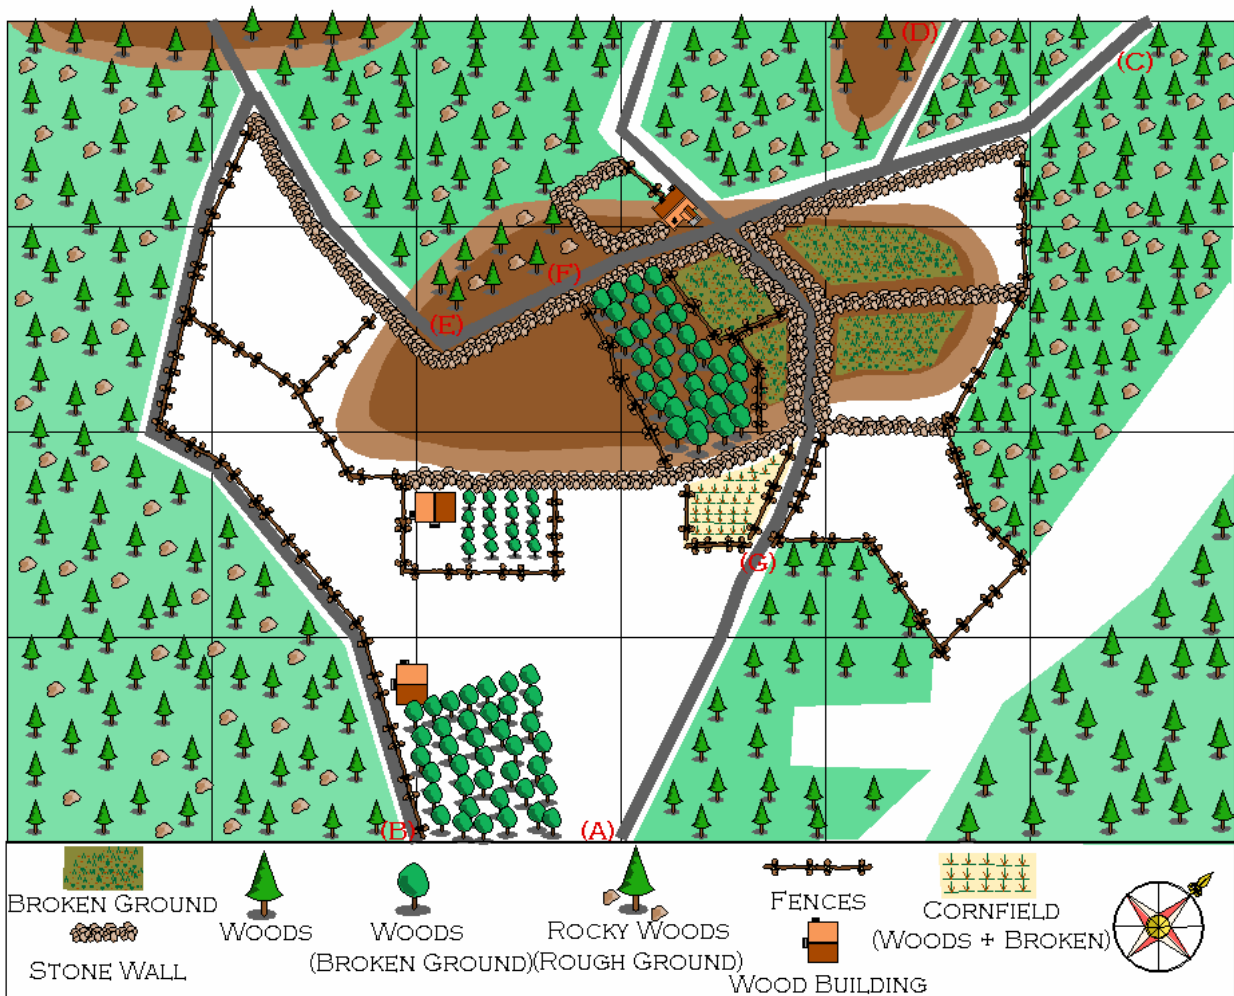 (D)
(C)
(F)
(E)
(G)
(B)
(A)
BROKEN GROUND
WOODS
WOODS
(BROKEN GROUND)
ROCKY WOODS
(ROUGH GROUND)
FENCES
CORNFIELD
(WOODS + BROKEN)
STONE WALL
WOOD BUILDING